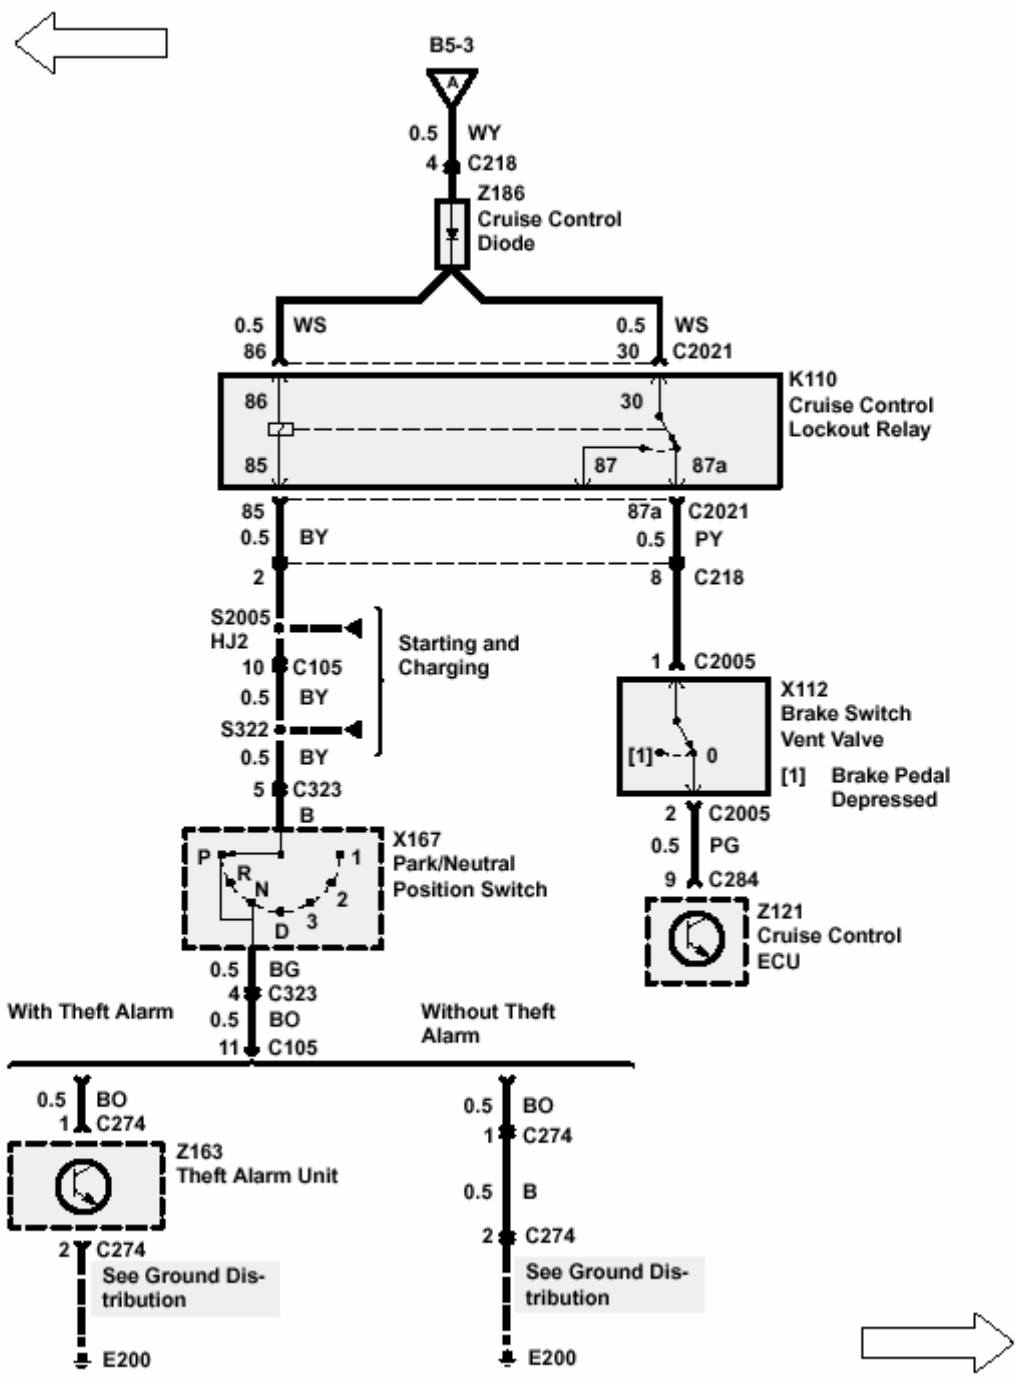 B5-3
A
0.5 WY
4 C218
Z186
Cruise Control
Diode
0.5 WS 0.5 WS
86 30 C2021
K110
86 30 Cruise Control
Lockout Relay
85 87 87a
85 87a C2021
0.5 BY 0.5 PY
2 8 C218
S2005
HJ2
Starting and
Charging
10 C105
1 C2005
0.5 BY
X112
Brake Switch
Vent Valve
S322
[1] 0
0.5 BY
[1] Brake Pedal
Depressed
5 C323
B
2 C2005
X167
Park/Neutral
Position Switch
0.5 PG
P R N D 3 2 1
9 C284
Z121
Cruise Control
ECU
0.5 BG
4 C323
With Theft Alarm
0.5 BO
Without Theft
Alarm
11 C105
0.5 BO 0.5 BO
1 C274 1 C274
Z163
Theft Alarm Unit
0.5 B
2 C274 2 C274
See Ground Dis-
tribution
See Ground Dis-
tribution
E200 E200